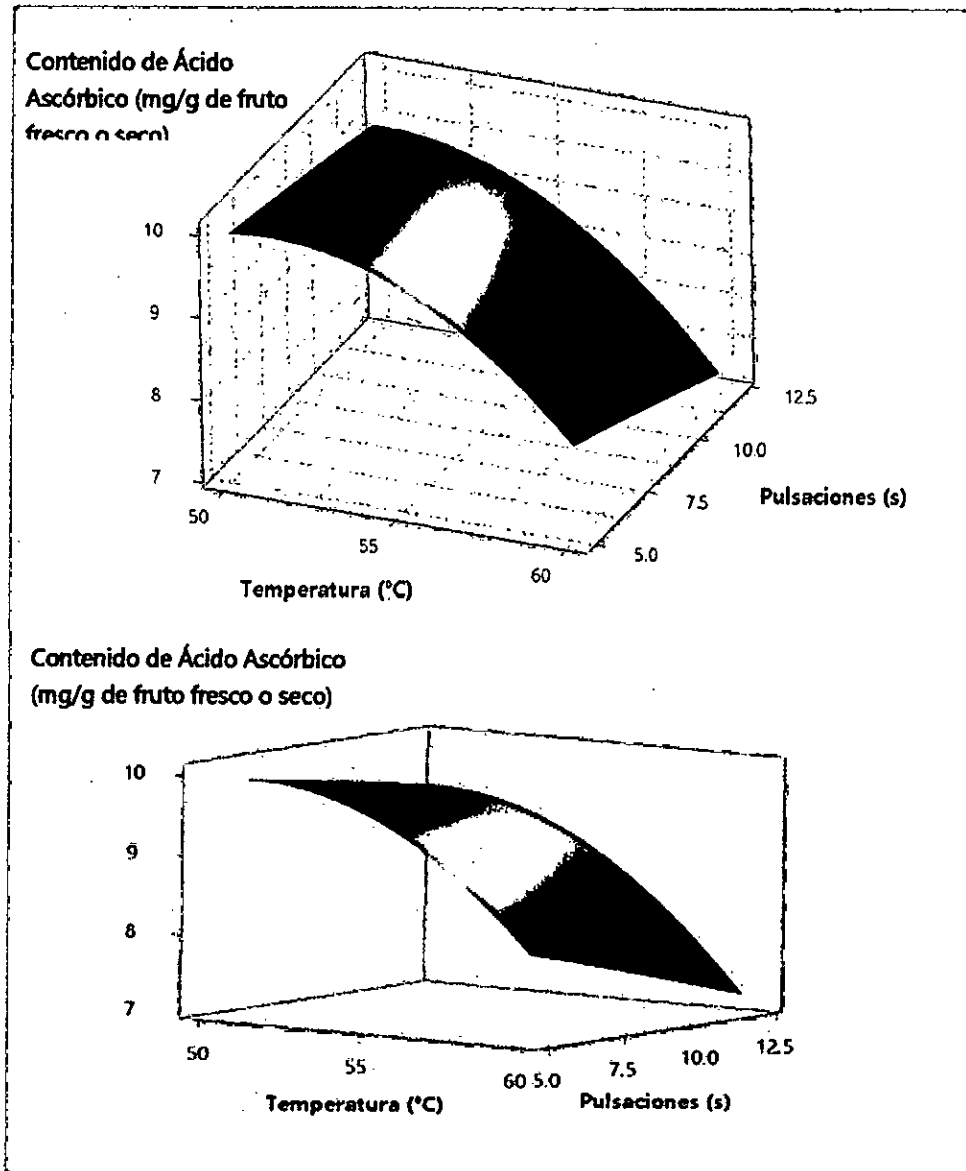 Contenido de Ácido
Ascórbico (mg/g de fruto
fresco o seco)
10
9
8
7
50
55
60
5.0
7.5
10.0
12.5
Temperatura (°C)
Pulsaciones (s)
Contenido de Ácido Ascórbico
(mg/g de fruto fresco o seco)
10
9
8
7
50
55
60
5.0
7.5
10.0
12.5
Temperatura (°C)
Pulsaciones (s)